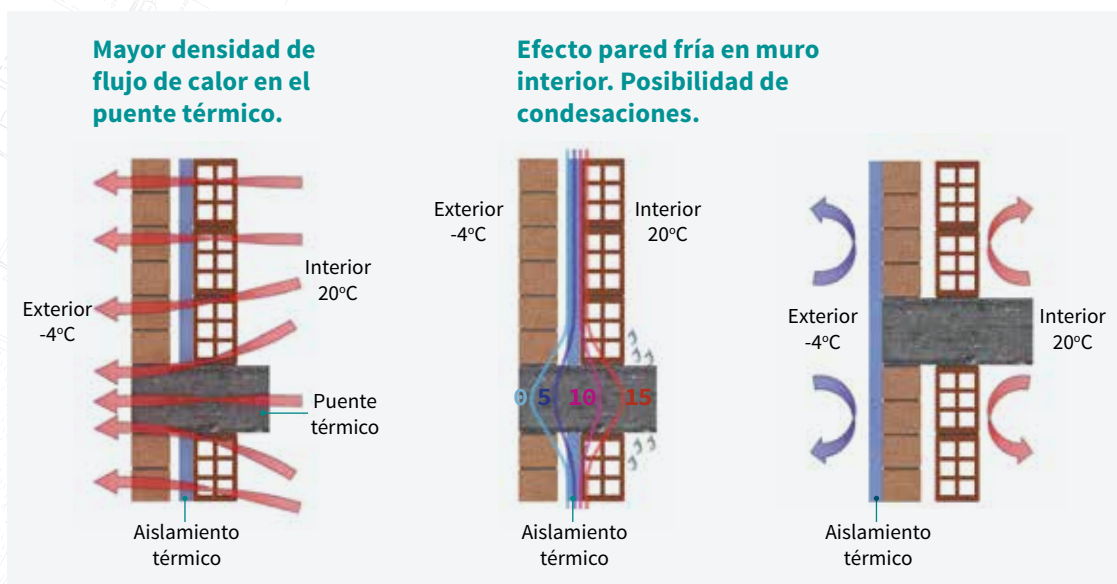 Mayor densidad de
flujo de calor en el
puente térmico.
Exterior
-4ºC
Interior
20ºC
Puente
térmico
Aislamiento
térmico
Efecto pared fría en muro
interior. Posibilidad de
condesaciones.
Exterior
-4ºC
Interior
20ºC
0 5 10 15
Aislamiento
térmico
Exterior
-4ºC
Interior
20ºC
Aislamiento
térmico